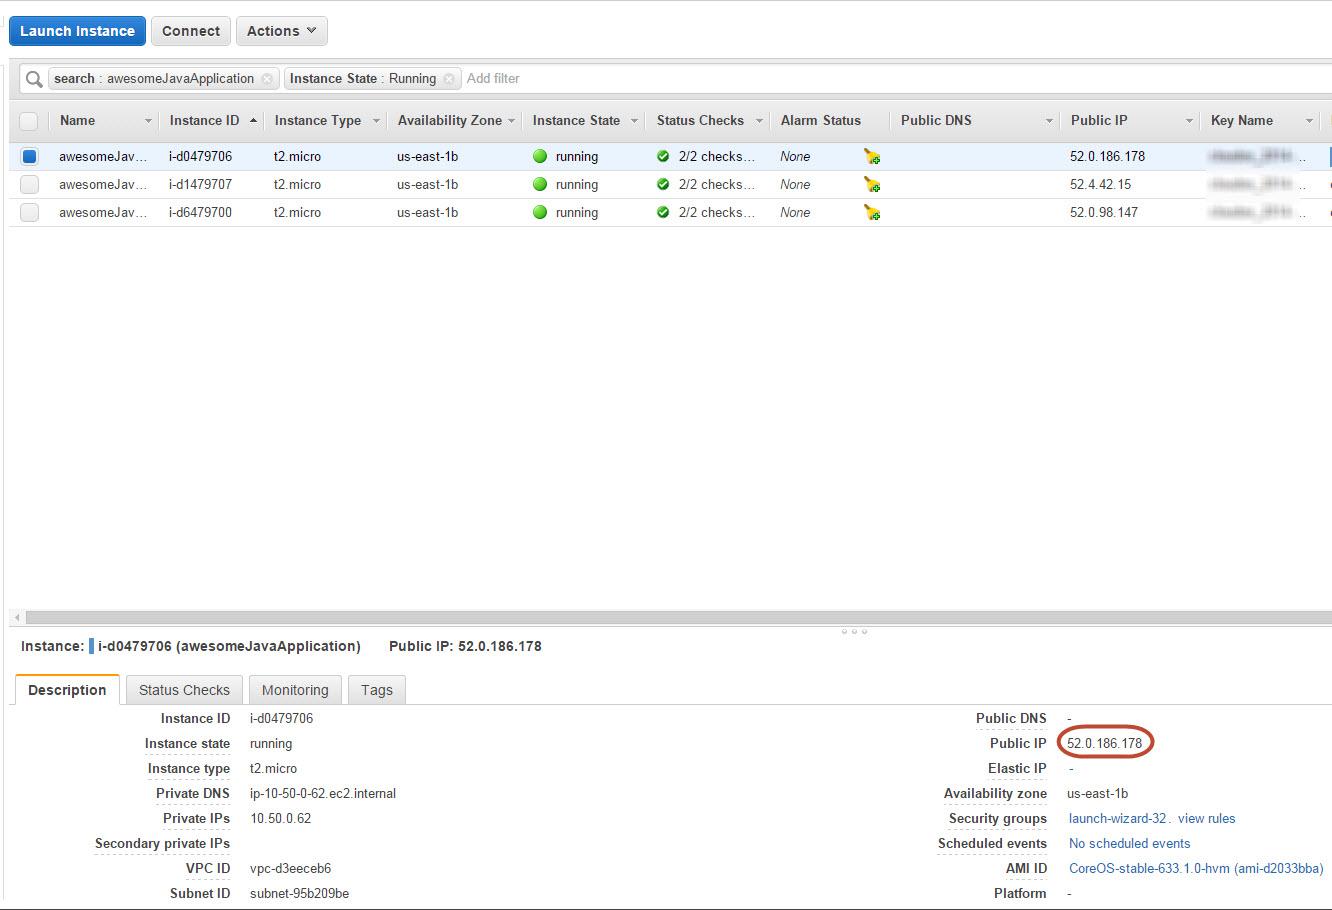 Launch Instance Connect Actions
search : awesomeJavaApplication Instance State : Running Add filter
Name Instance ID Instance Type Availability Zone Instance State Status Checks Alarm Status Public DNS Public IP Key Name
awesomeJav... i-d0479706 t2.micro us-east-1b running 2/2 checks... None 52.0.186.178 ..
awesomeJav... i-d1479707 t2.micro us-east-1b running 2/2 checks... None 52.4.42.15 ..
awesomeJav... i-d6479700 t2.micro us-east-1b running 2/2 checks... None 52.0.98.147 ..
Instance: i-d0479706 (awesomeJavaApplication) Public IP: 52.0.186.178
Description Status Checks Monitoring Tags
Instance ID i-d0479706 Public DNS -
Instance state running Public IP 52.0.186.178
Instance type t2.micro Elastic IP -
Private DNS ip-10-50-0-62.ec2.internal Availability zone us-east-1b
Private IPs 10.50.0.62 Security groups launch-wizard-32. view rules
Secondary private IPs Scheduled events No scheduled events
VPC ID vpc-d3eeceb6 AMI ID CoreOS-stable-633.1.0-hvm (ami-d2033bba)
Subnet ID subnet-95b209be Platform -